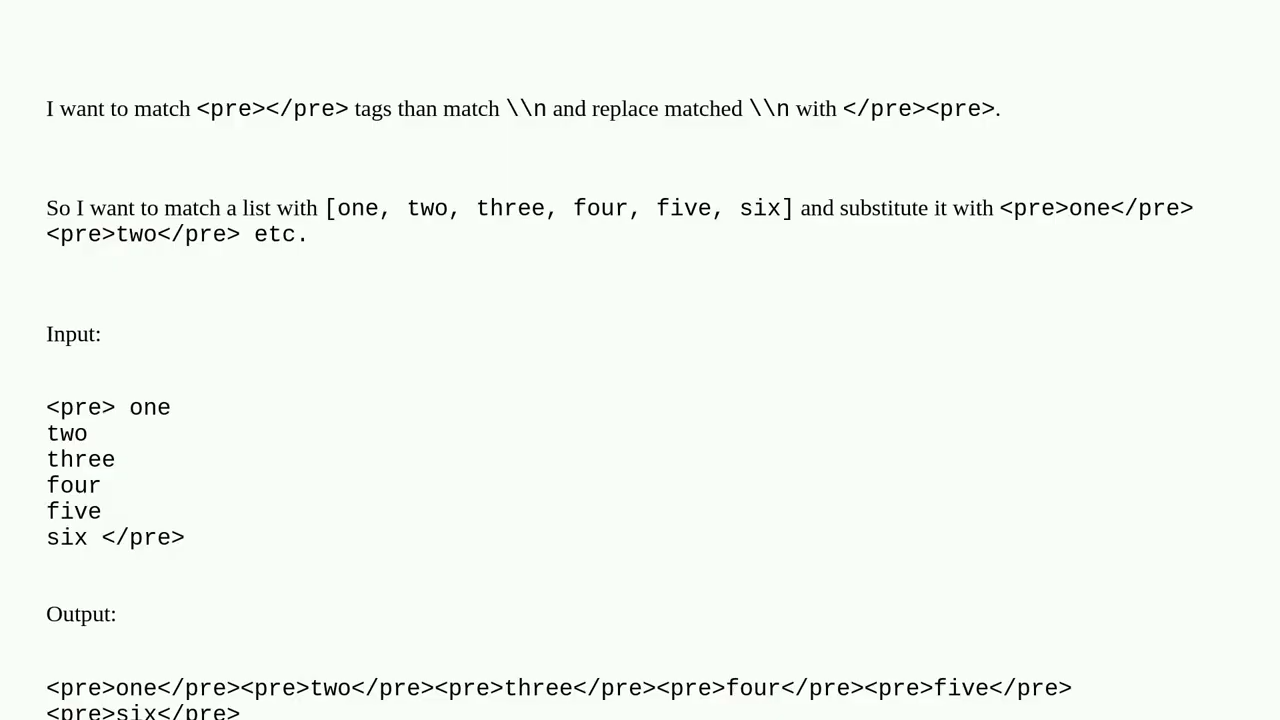 I want to match <pre></pre> tags than match \\n and replace matched \\n with </pre><pre>.
So I want to match a list with [one, two, three, four, five, six] and substitute it with <pre>one</pre>
<pre>two</pre> etc.
Input:
<pre> one
two
three
four
five
six </pre>
Output:
<pre>one</pre><pre>two</pre><pre>three</pre><pre>four</pre><pre>five</pre>
<pre>six</pre>